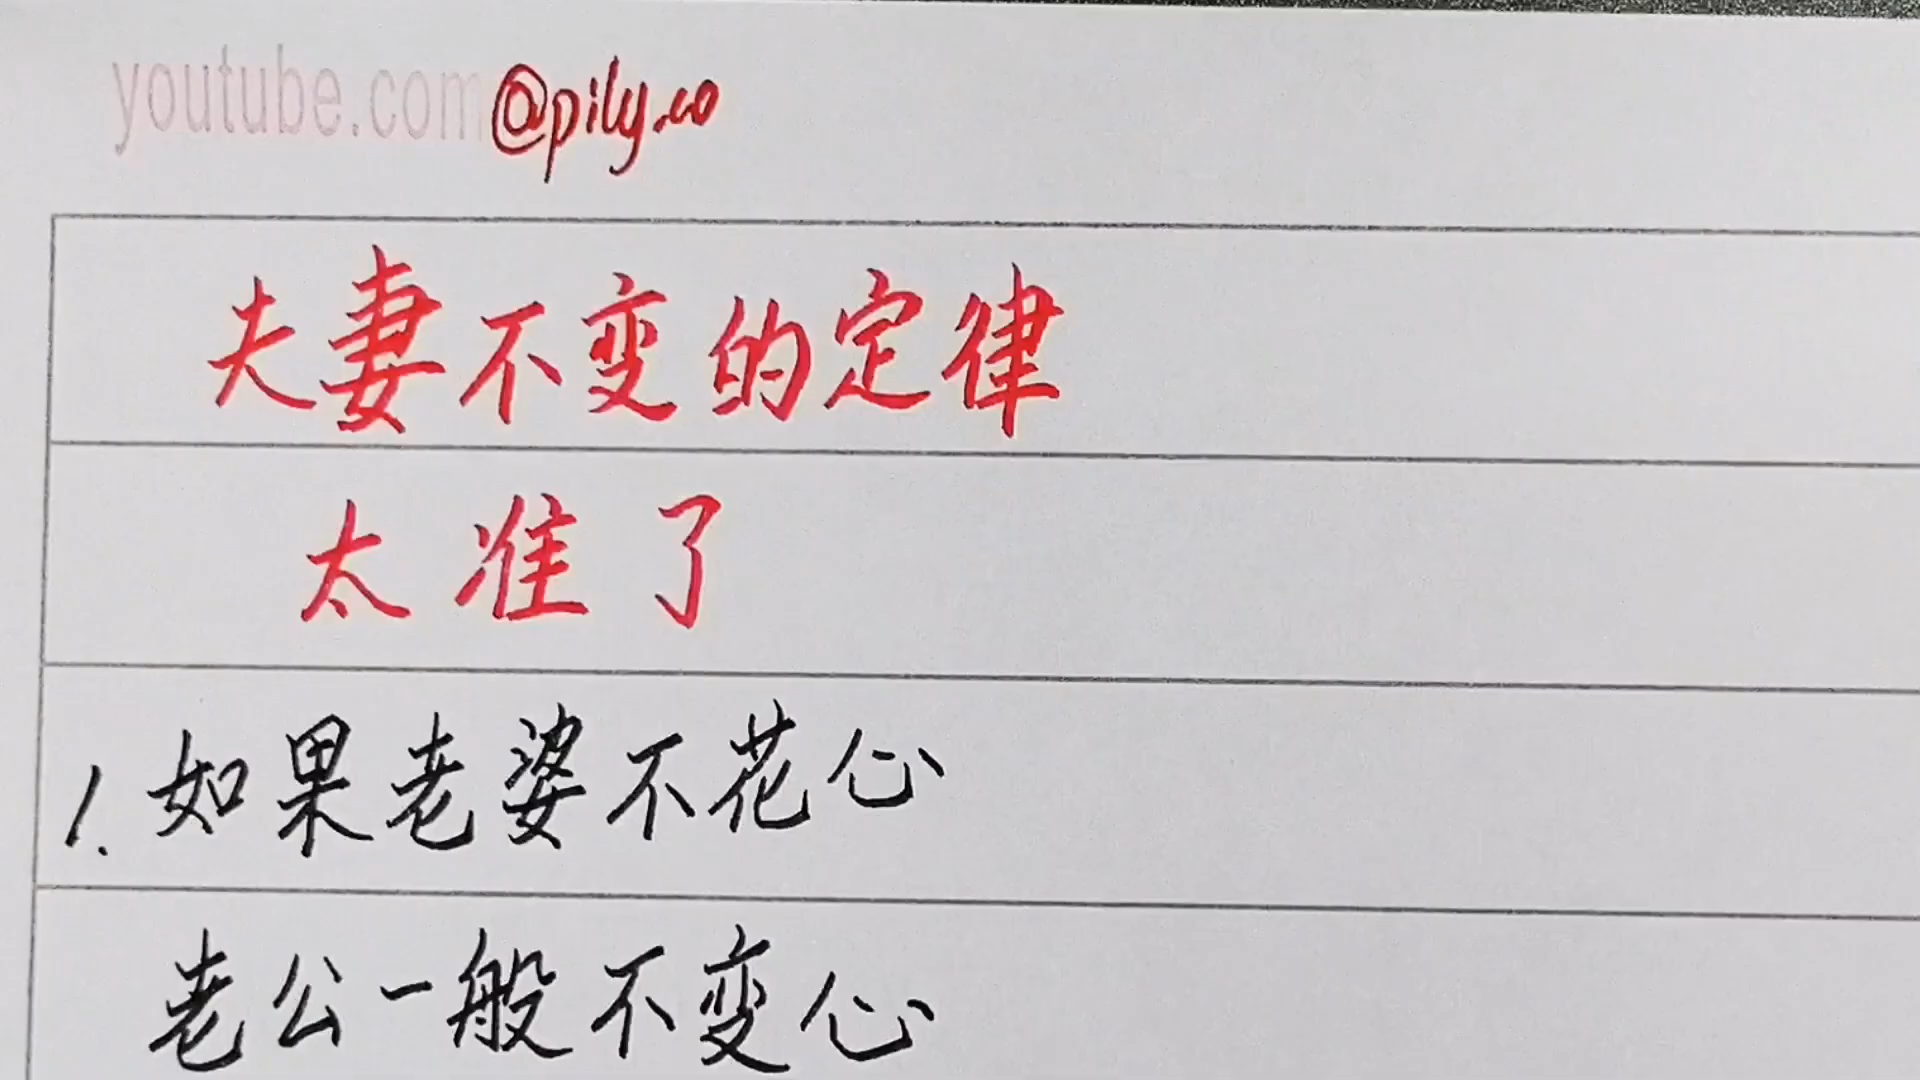 youtube.com@pily.co
夫妻不变的定律
太准了
1.如果老婆不花心
老公一般不变心